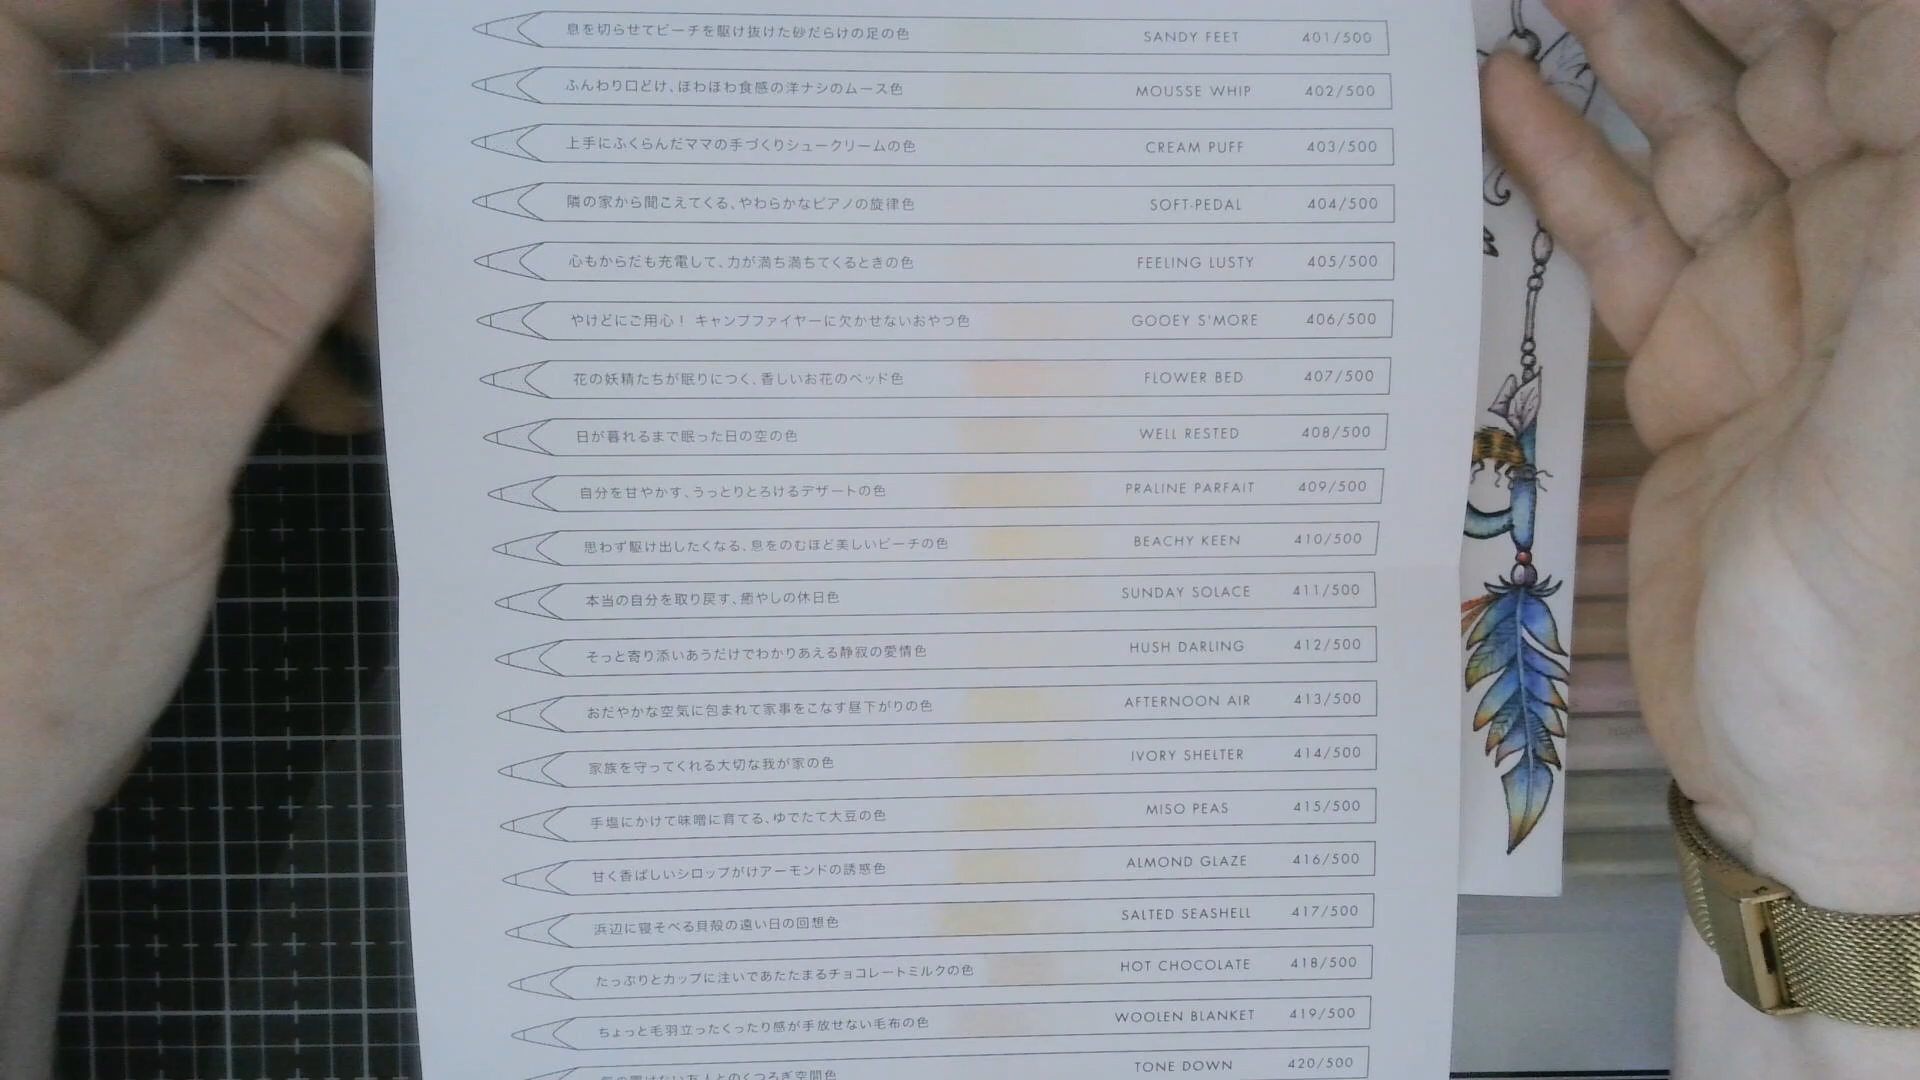 息を切らせてビーチを駆け抜けた砂だらけの足の色 SANDY FEET 401/500
ふんわり口どけ、ほわほわ食感の洋ナシのムース色 MOUSSE WHIP 402/500
上手にふくらんだママの手づくりシュークリームの色 CREAM PUFF 403/500
隣の家から聞こえてくる、やわらかなピアノの旋律色 SOFT-PEDAL 404/500
心もからだも充電して、力が満ち満ちてくるときの色 FEELING LUSTY 405/500
やけどにご用心！ キャンプファイヤーに欠かせないおやつ色 GOOEY S'MORE 406/500
花の妖精たちが眠りにつく、香しいお花のベッド色 FLOWER BED 407/500
日が暮れるまで眠った日の空の色 WELL RESTED 408/500
自分を甘やかす、うっとりとろけるデザートの色 PRALINE PARFAIT 409/500
思わず駆け出したくなる、息をのむほど美しいビーチの色 BEACHY KEEN 410/500
本当の自分を取り戻す、癒やしの休日色 SUNDAY SOLACE 411/500
そっと寄り添いあうだけでわかりあえる静寂の愛情色 HUSH DARLING 412/500
おだやかな空気に包まれて家事をこなす昼下がりの色 AFTERNOON AIR 413/500
家族を守ってくれる大切な我が家の色 IVORY SHELTER 414/500
手塩にかけて味噌に育てる、ゆでたて大豆の色 MISO PEAS 415/500
甘く香ばしいシロップがけアーモンドの誘惑色 ALMOND GLAZE 416/500
浜辺に寝そべる貝殻の遠い日の回想色 SALTED SEASHELL 417/500
たっぷりとカップに注いであたたまるチョコレートミルクの色 HOT CHOCOLATE 418/500
ちょっと毛羽立ったくったり感が手放せない毛布の色 WOOLEN BLANKET 419/500
気の置けない友人とのくつろぎ空間色 TONE DOWN 420/500